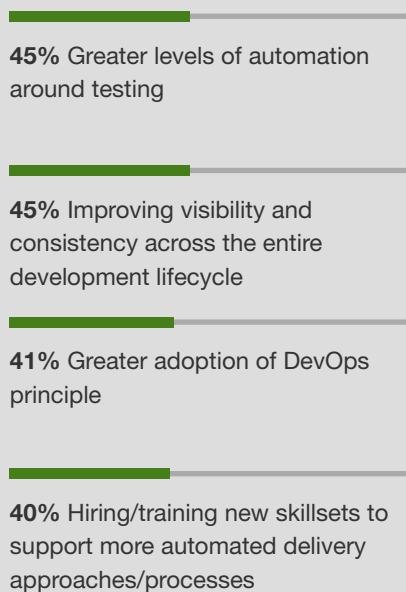 45% Greater levels of automation
around testing
45% Improving visibility and
consistency across the entire
development lifecycle
41% Greater adoption of DevOps
principle
40% Hiring/training new skillsets to
support more automated delivery
approaches/processes